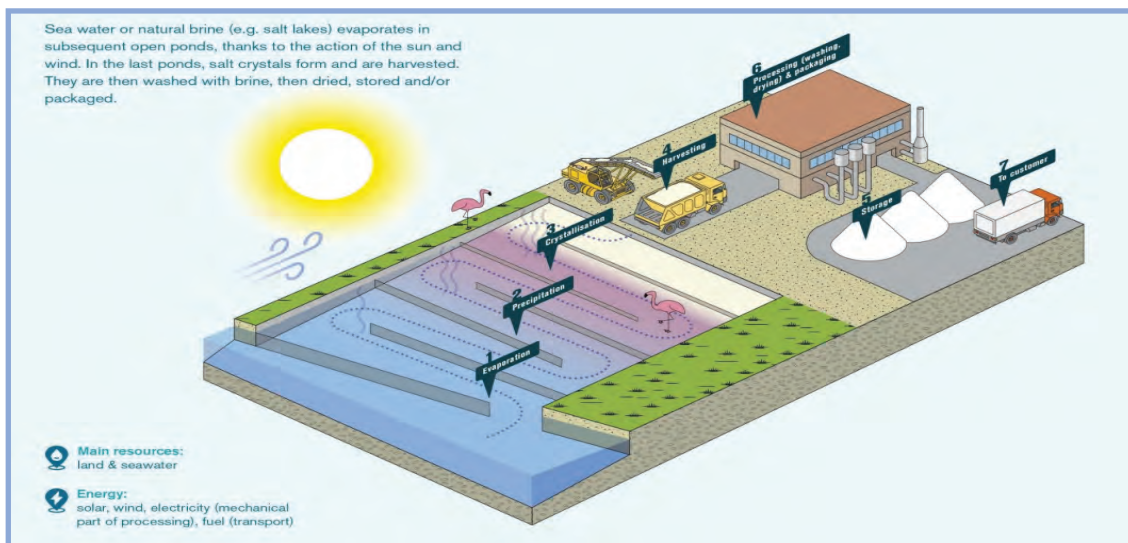 Sea water or natural brine (e.g. salt lakes) evaporates in
subsequent open ponds, thanks to the action of the sun and
wind. In the last ponds, salt crystals form and are harvested.
They are then washed with brine, then dried, stored and/or
packaged.
6
Processing (washing,
drying) & packaging
4
Harvesting
7
To customer
5
Storage
3
Crystallisation
2
Precipitation
1
Evaporation
Main resources:
land & seawater
Energy:
solar, wind, electricity (mechanical
part of processing), fuel (transport)